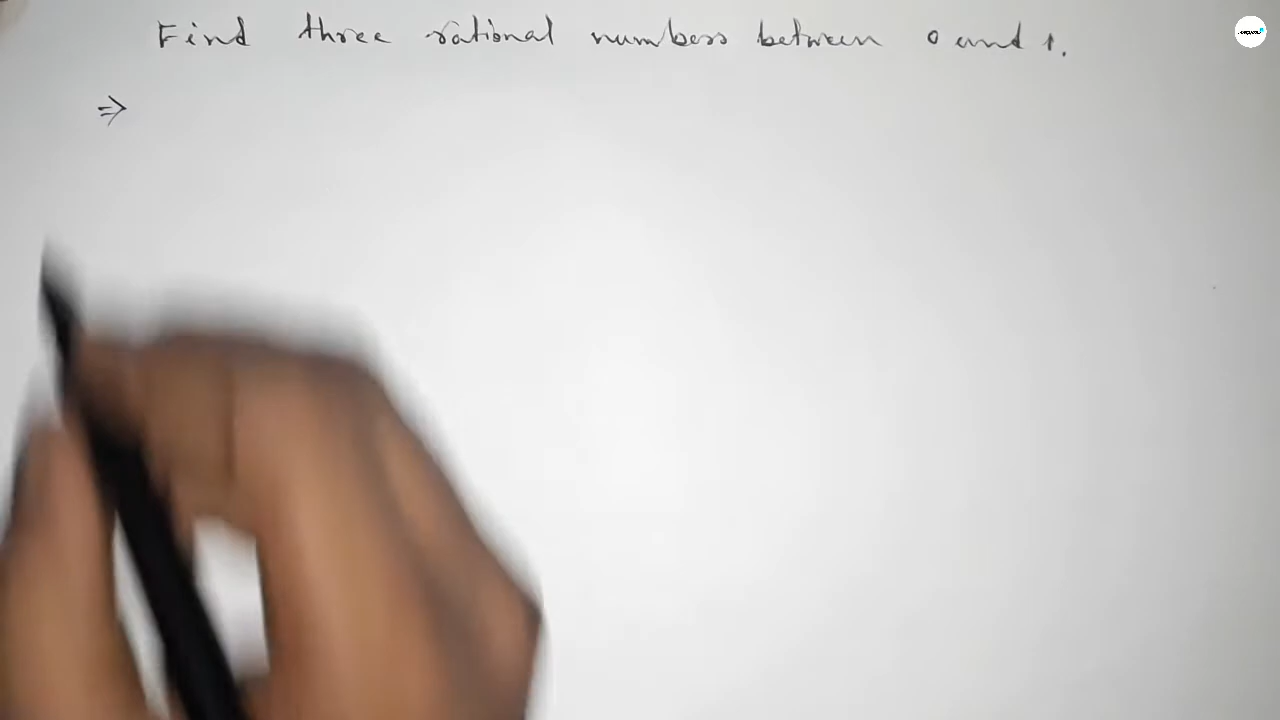 Find three rational numbers between 0 and 1.
⇒